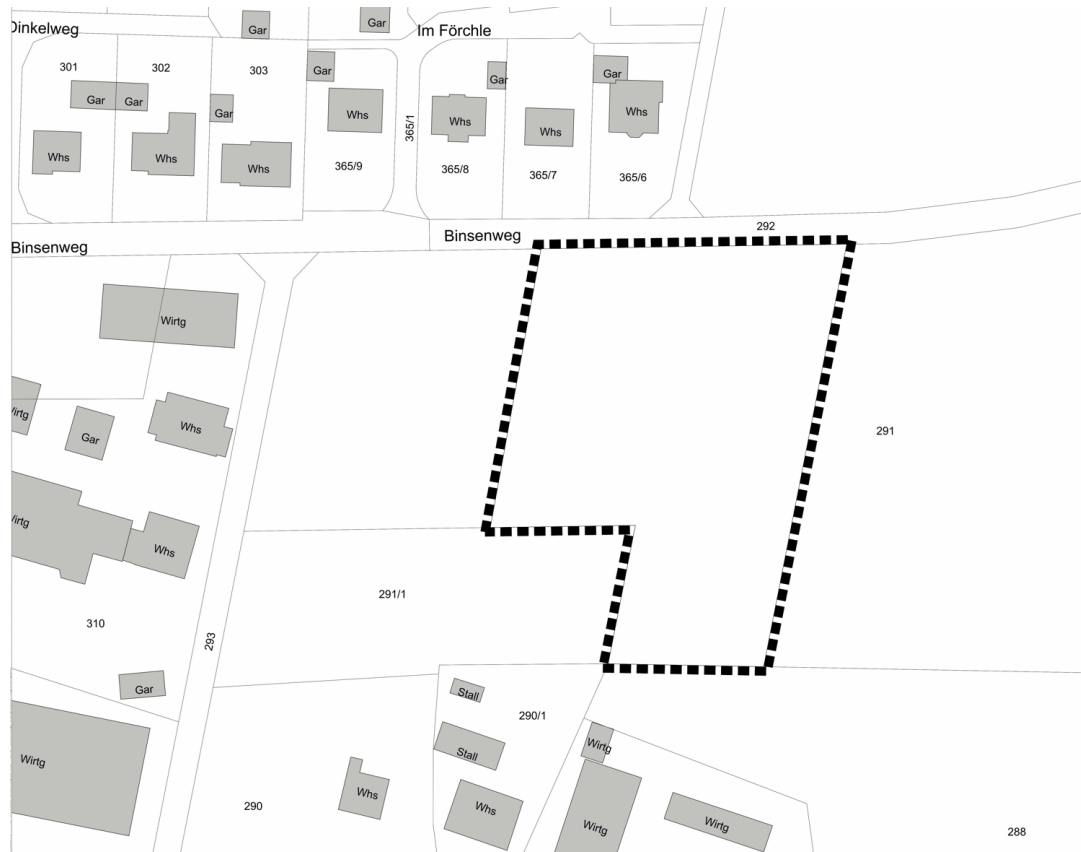 Dinkelweg
Gar
Gar
Im Förchle
301
302
303
Gar
Gar
Gar
Gar
Gar
Gar
Whs
Whs
Whs
Whs
365/1
Whs
Whs
Whs
365/9
365/8
365/7
365/6
Binsenweg
Binsenweg
292
Wirtg
Wirtg
Gar
Whs
291
Wirtg
Whs
291/1
310
293
Gar
Stall
290/1
Stall
Wirtg
Wirtg
Whs
Whs
290
Wirtg
Wirtg
288